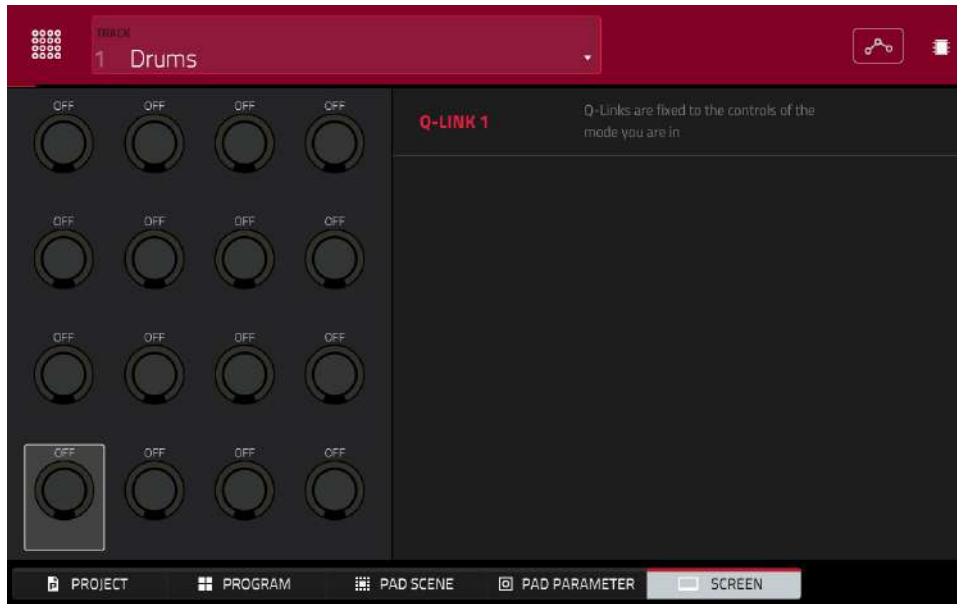 TRACK
1 Drums
OFF OFF OFF OFF
Q-LINK 1
Q-Links are fixed to the controls of the
mode you are in
OFF OFF OFF OFF
OFF OFF OFF OFF
OFF OFF OFF OFF
PROJECT PROGRAM PAD SCENE PAD PARAMETER SCREEN